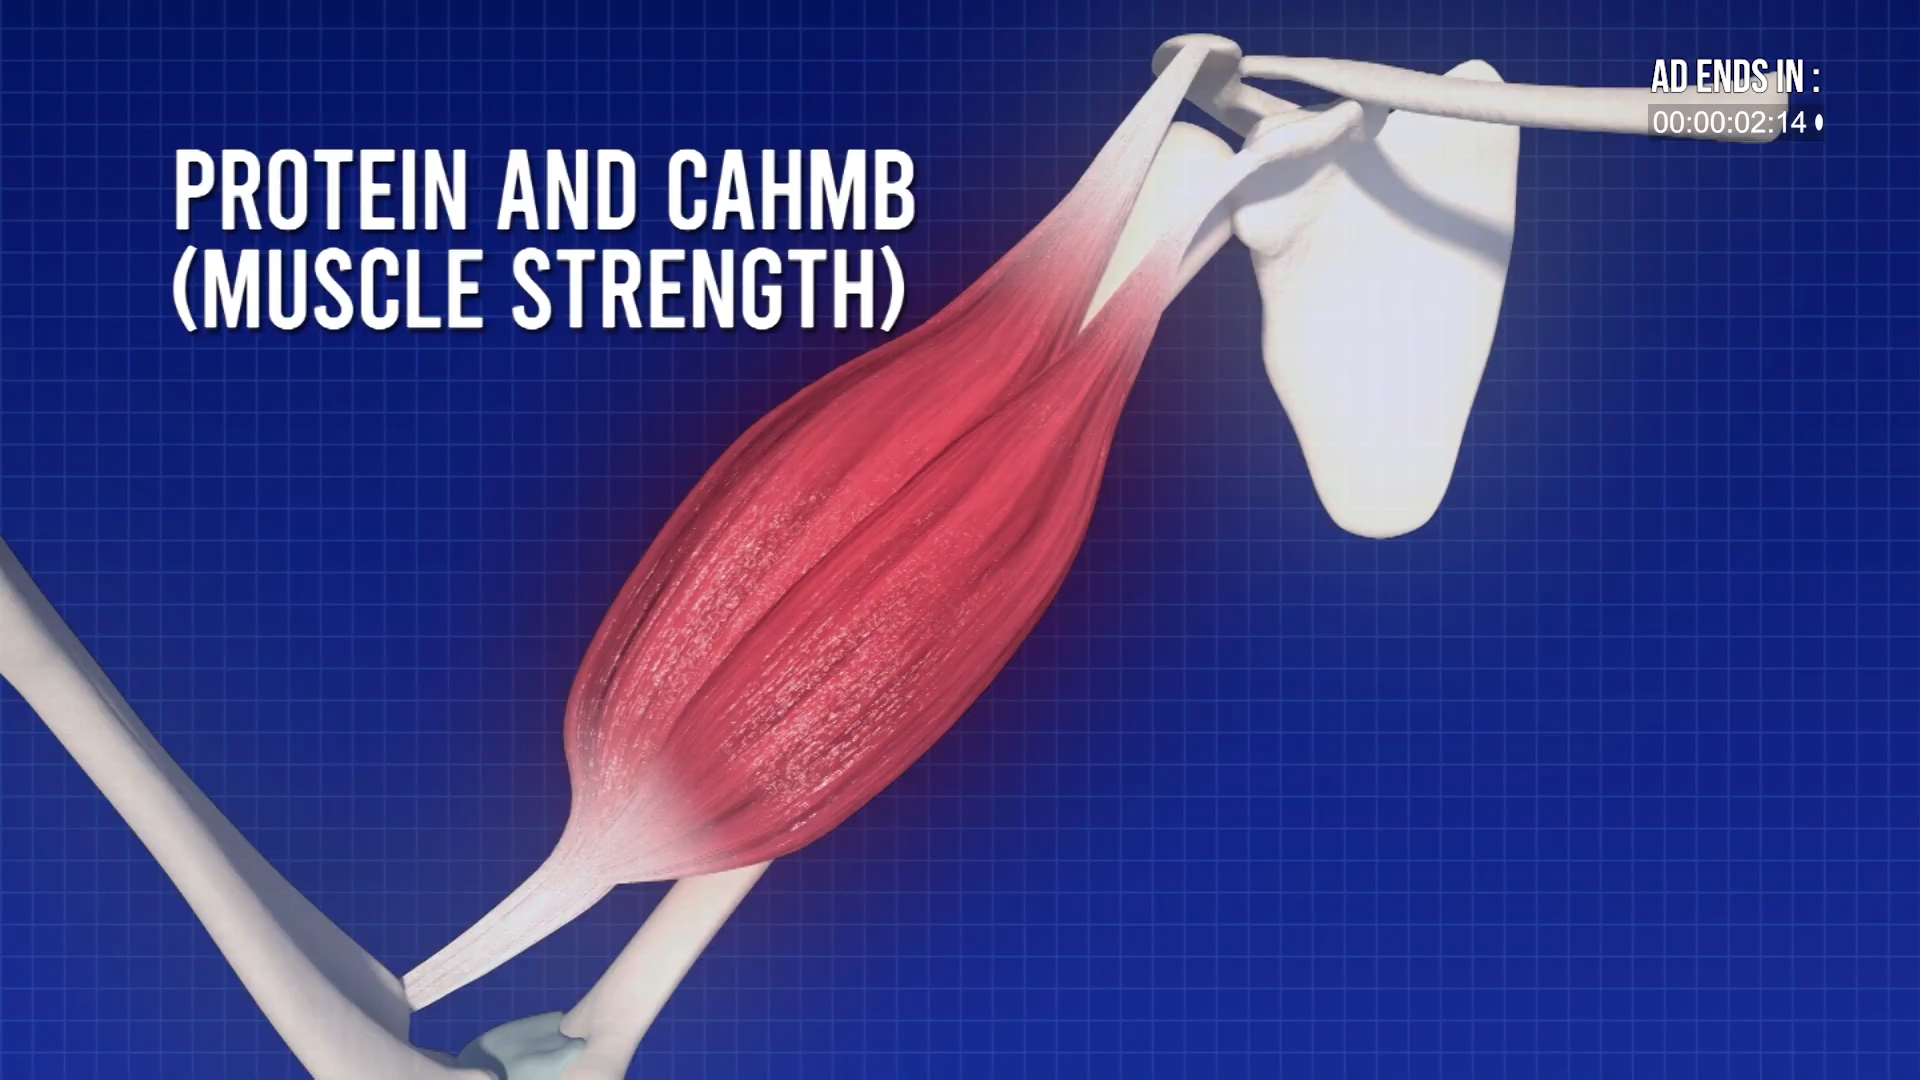 PROTEIN AND CAHMB
(MUSCLE STRENGTH)
AD ENDS IN :
00:00:02:14